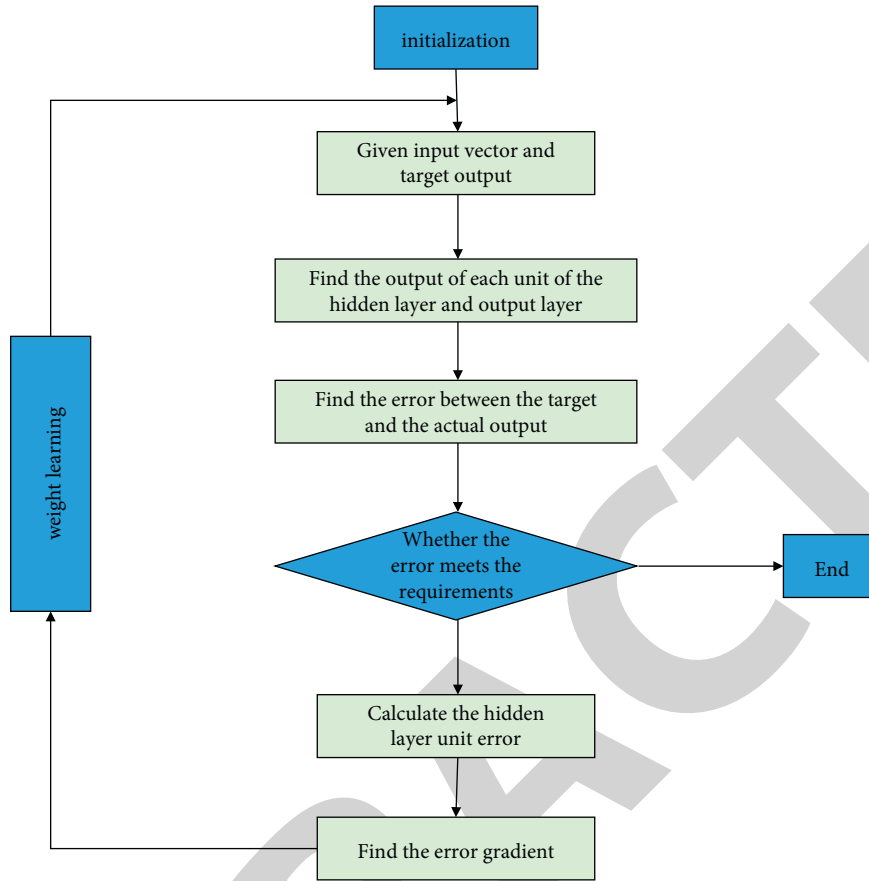 initialization
Given input vector and
target output
Find the output of each unit of the
hidden layer and output layer
Find the error between the target
and the actual output
weight learning
Whether the
error meets the
requirements
End
Calculate the hidden
layer unit error
Find the error gradient